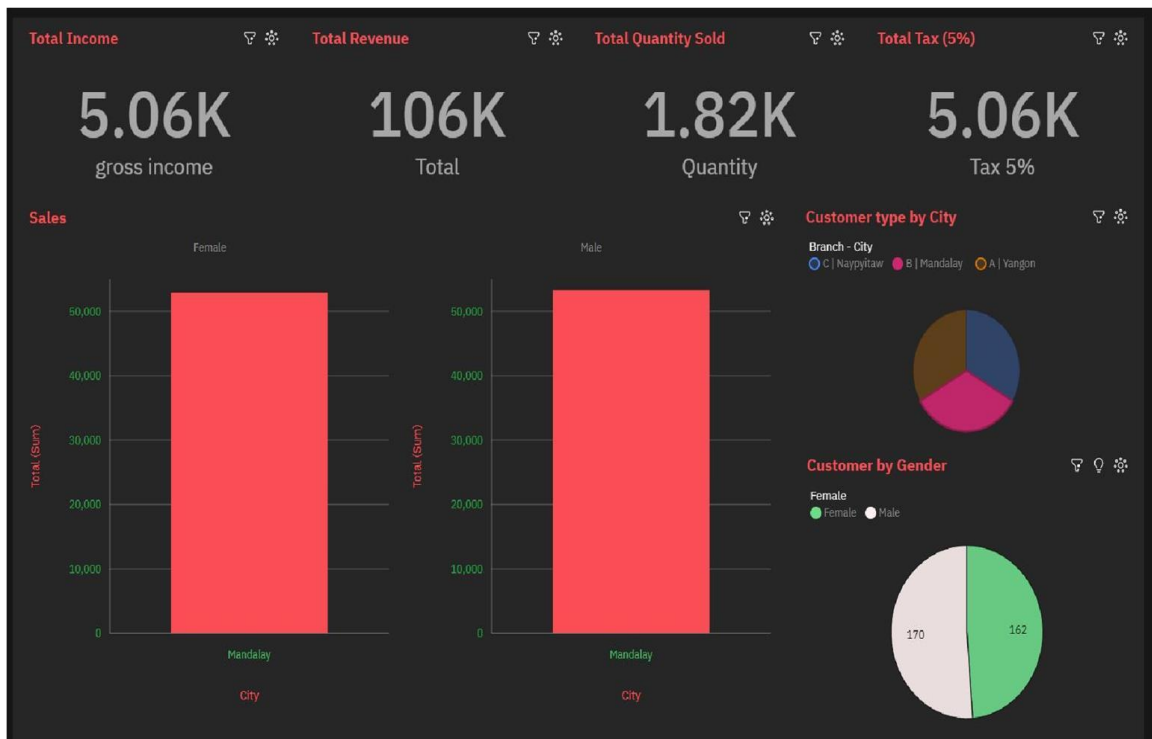 Total Income
Total Revenue
Total Quantity Sold
Total Tax (5%)
5.06K
106K
1.82K
5.06K
gross income
Total
Quantity
Tax 5%
Sales
Female
Male
Total (Sum)
50,000
40,000
30,000
20,000
10,000
0
Mandalay
City
Total (Sum)
50,000
40,000
30,000
20,000
10,000
0
Mandalay
City
Customer type by City
Branch - City
C | Naypyitaw B | Mandalay A | Yangon
Customer by Gender
Female
Female Male
170
162